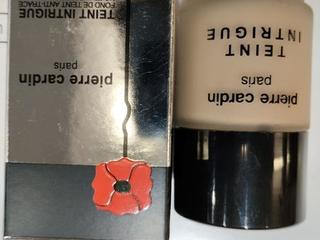 pierre cardin
paris
TEINT INTRIGUE
FOND DE TEINT ANTI-TRACE
pierre cardin
paris
TEINT
INTRIGUE